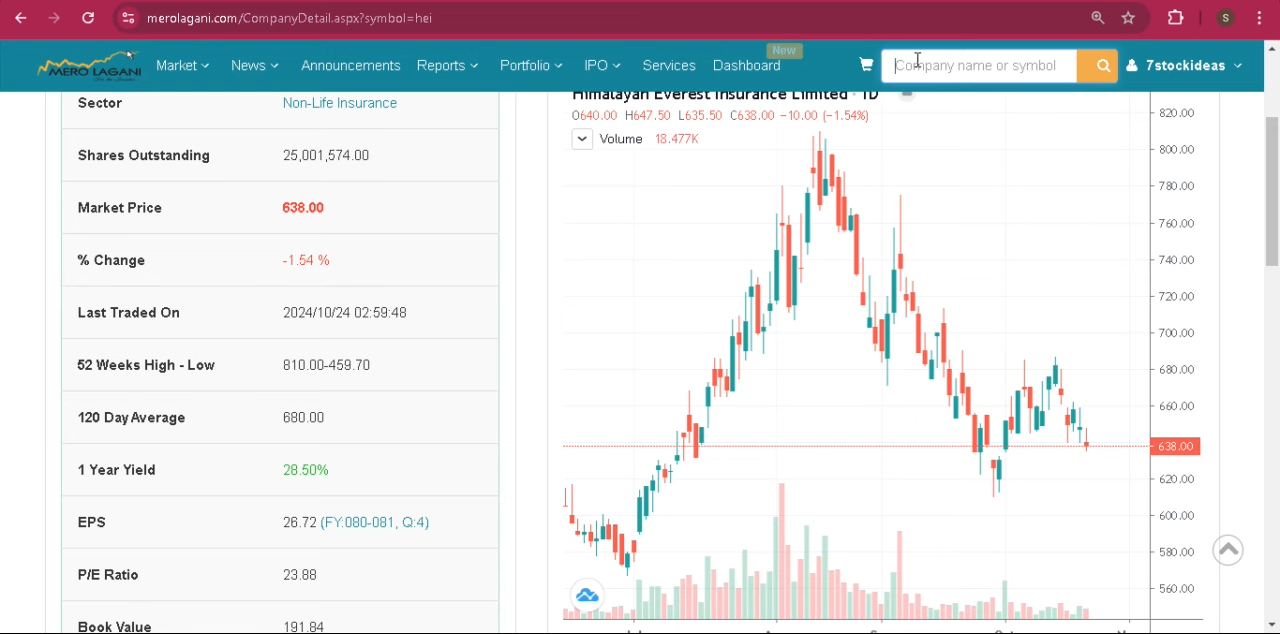 merolagani.com/CompanyDetail.aspx?symbol=hei
S
MERO LAGANI
Market
News
Announcements
Reports
Portfolio
IPO
Services
New
Dashboard
Company name or symbol
7stockideas
Sector Non-Life Insurance
Shares Outstanding 25,001,574.00
Market Price 638.00
% Change -1.54 %
Last Traded On 2024/10/24 02:59:48
52 Weeks High - Low 810.00-459.70
120 Day Average 680.00
1 Year Yield 28.50%
EPS 26.72 (FY:080-081, Q:4)
P/E Ratio 23.88
Book Value 191.84
Himalayan Everest Insurance Limited · 1D
O640.00 H647.50 L635.50 C638.00 −10.00 (−1.54%)
Volume 18.477K
820.00
800.00
780.00
760.00
740.00
720.00
700.00
680.00
660.00
638.00
620.00
600.00
580.00
560.00